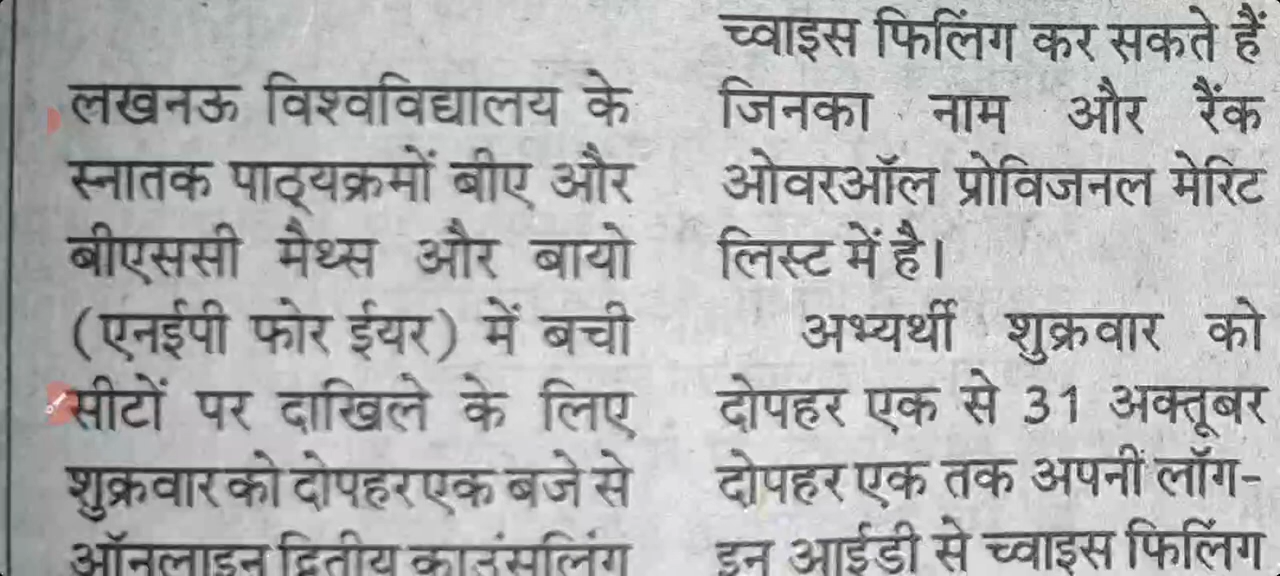 लखनऊ विश्वविद्यालय के
स्नातक पाठ्यक्रमों बीए और
बीएससी मैथ्स और बायो
(एनईपी फोर ईयर) में बची
सीटों पर दाखिले के लिए
शुक्रवार को दोपहर एक बजे से
ऑनलाइन द्वितीय काउंसलिंग
च्वाइस फिलिंग कर सकते हैं
जिनका नाम और रैंक
ओवरऑल प्रोविजनल मेरिट
लिस्ट में है।
अभ्यर्थी शुक्रवार को
दोपहर एक से 31 अक्तूबर
दोपहर एक तक अपनी लॉग-
इन आईडी से च्वाइस फिलिंग